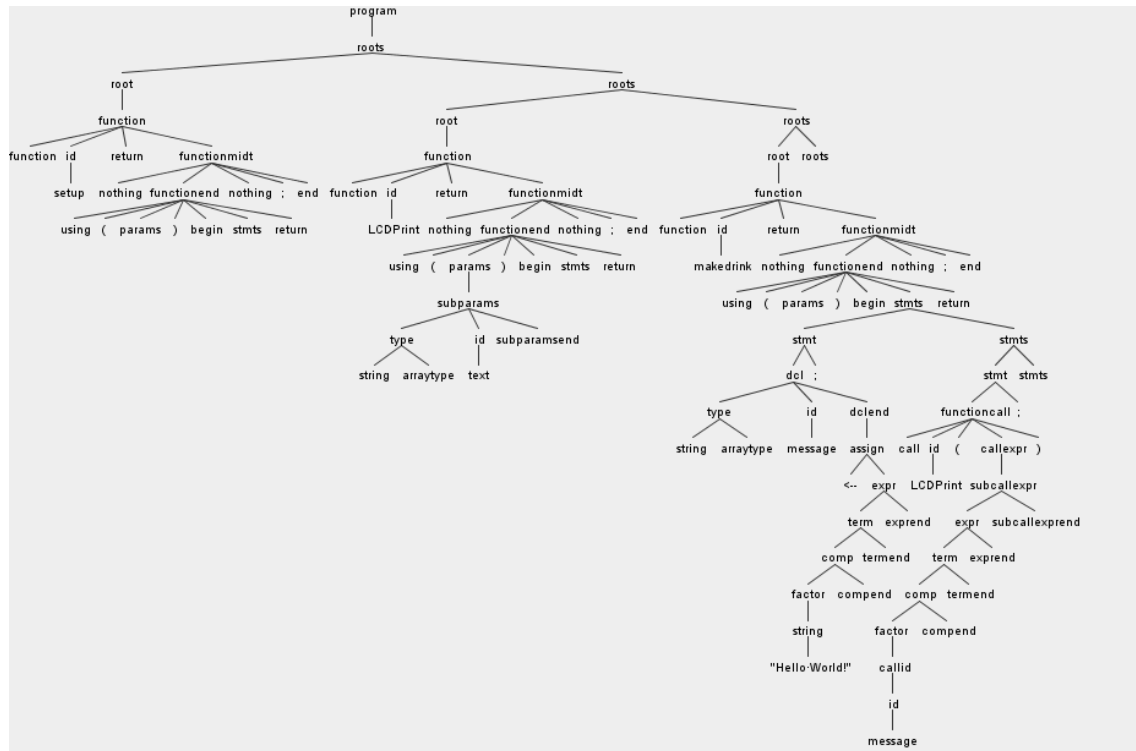 program
roots
root roots
function root roots
function id return functionmidt function root roots
setup nothing functionend nothing ; end function id return functionmidt function
using ( params ) begin stmts return LCDPrint nothing functionend nothing ; end function id return functionmidt
using ( params ) begin stmts return makedrink nothing functionend nothing ; end
subparams using ( params ) begin stmts return
type id subparamsend stmt stmts
string arraytype text dcl ; stmt stmts
type id dclend functioncall ;
string arraytype message assign call id ( callexpr )
<-- expr LCDPrint subcallexpr
term exprend expr subcallexprend
comp termend term exprend
factor compend comp termend
string factor compend
"Hello·World!" callid
id
message